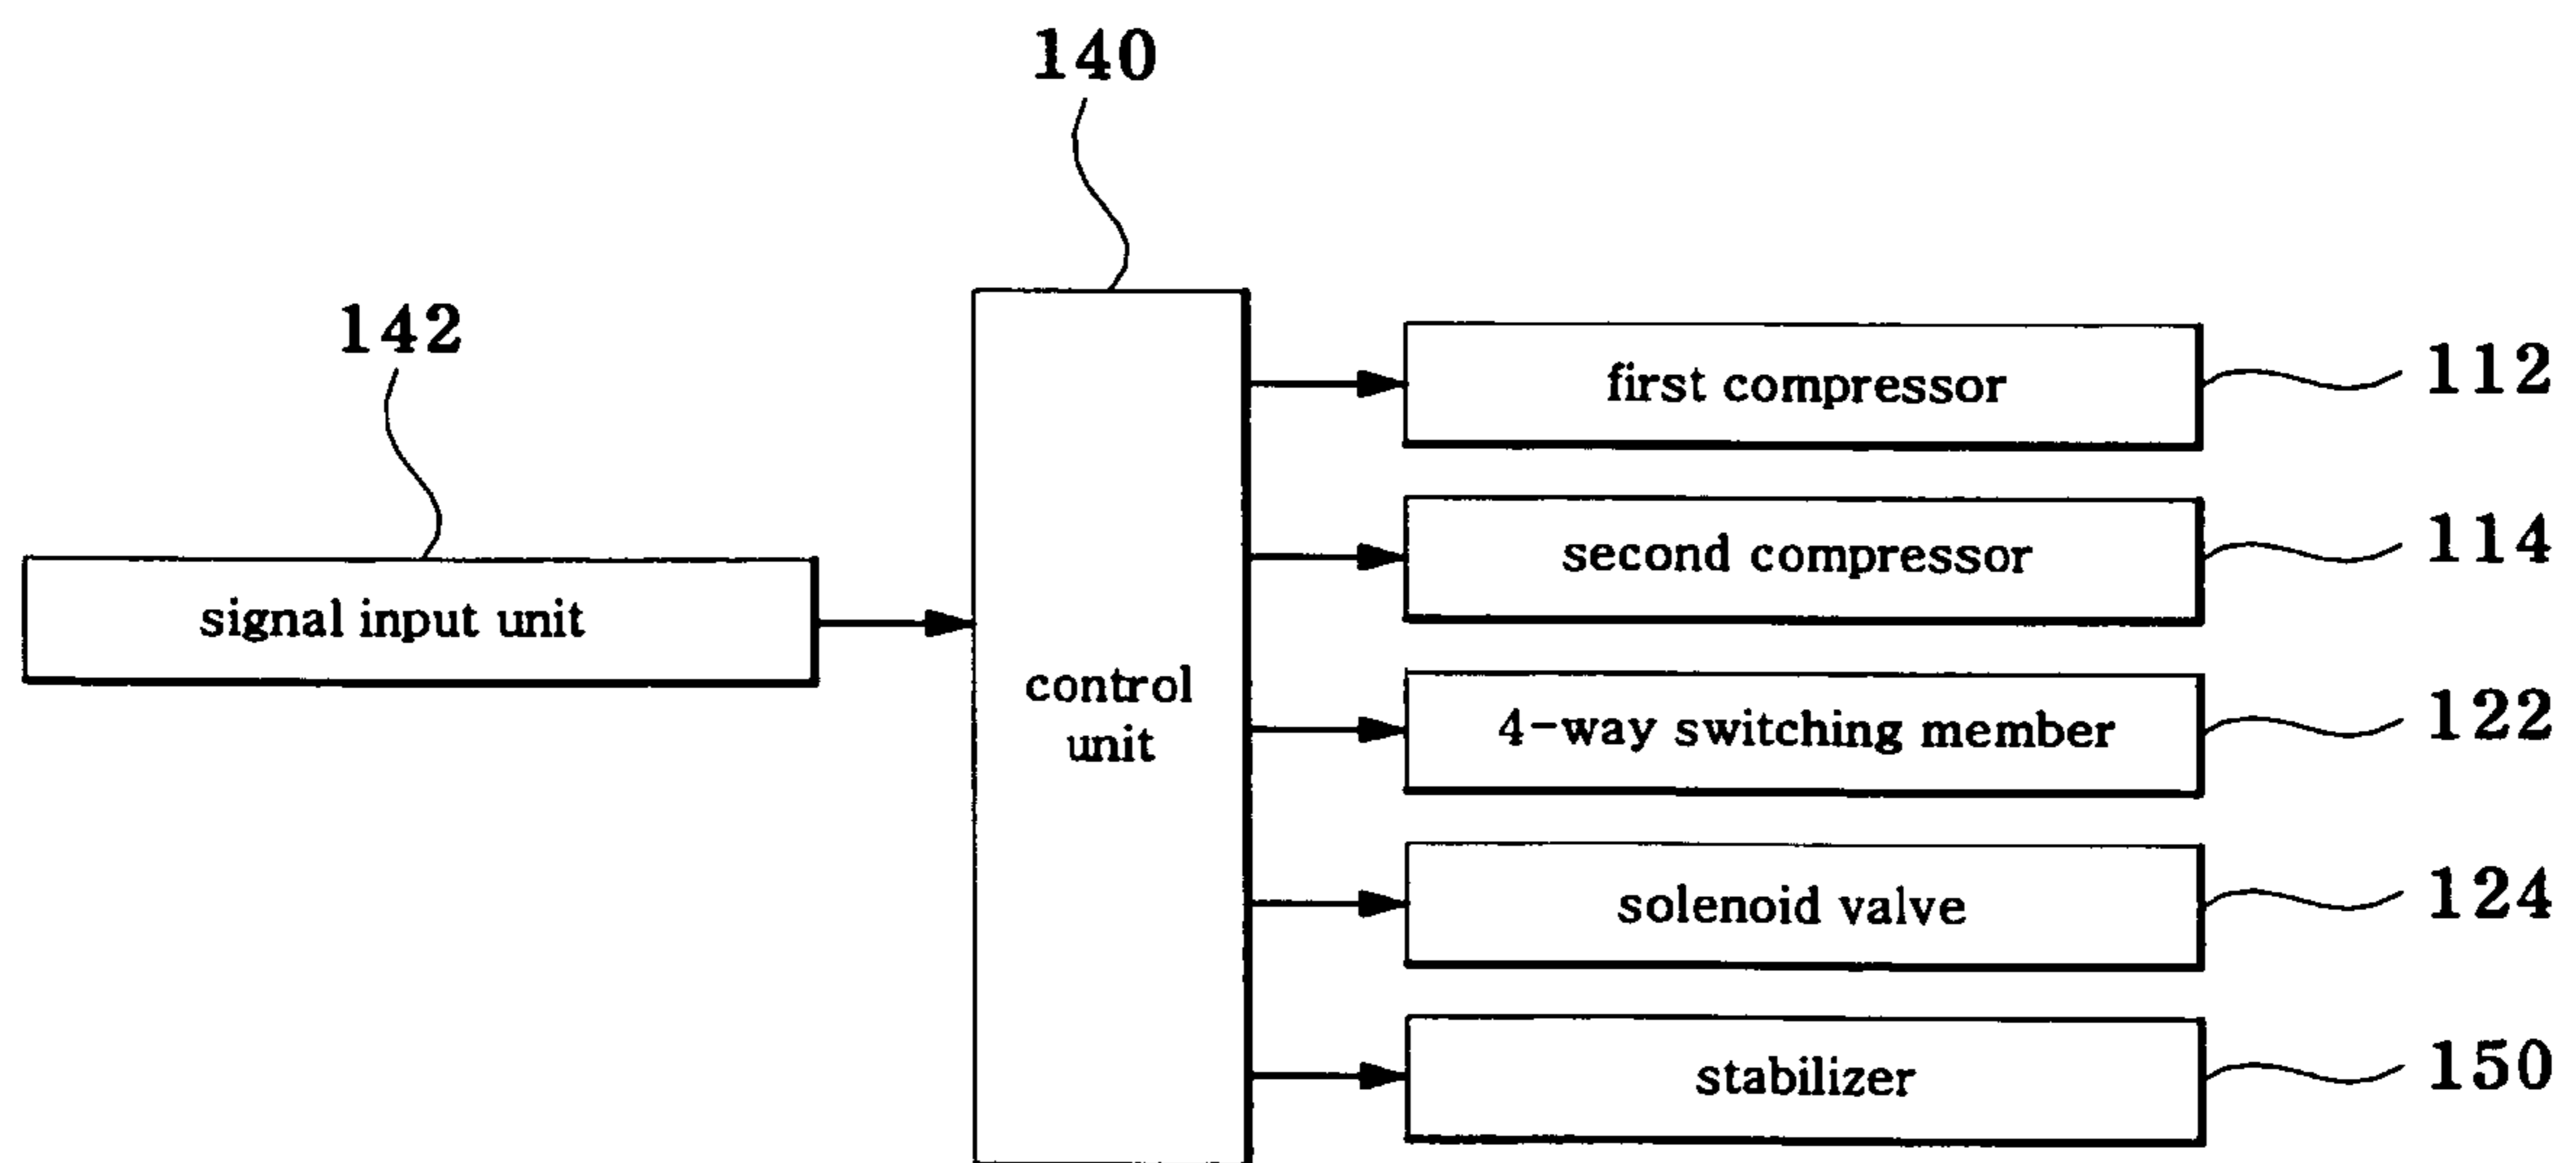 140
142
signal input unit
control
unit
first compressor
112
second compressor
114
4-way switching member
122
solenoid valve
124
stabilizer
150